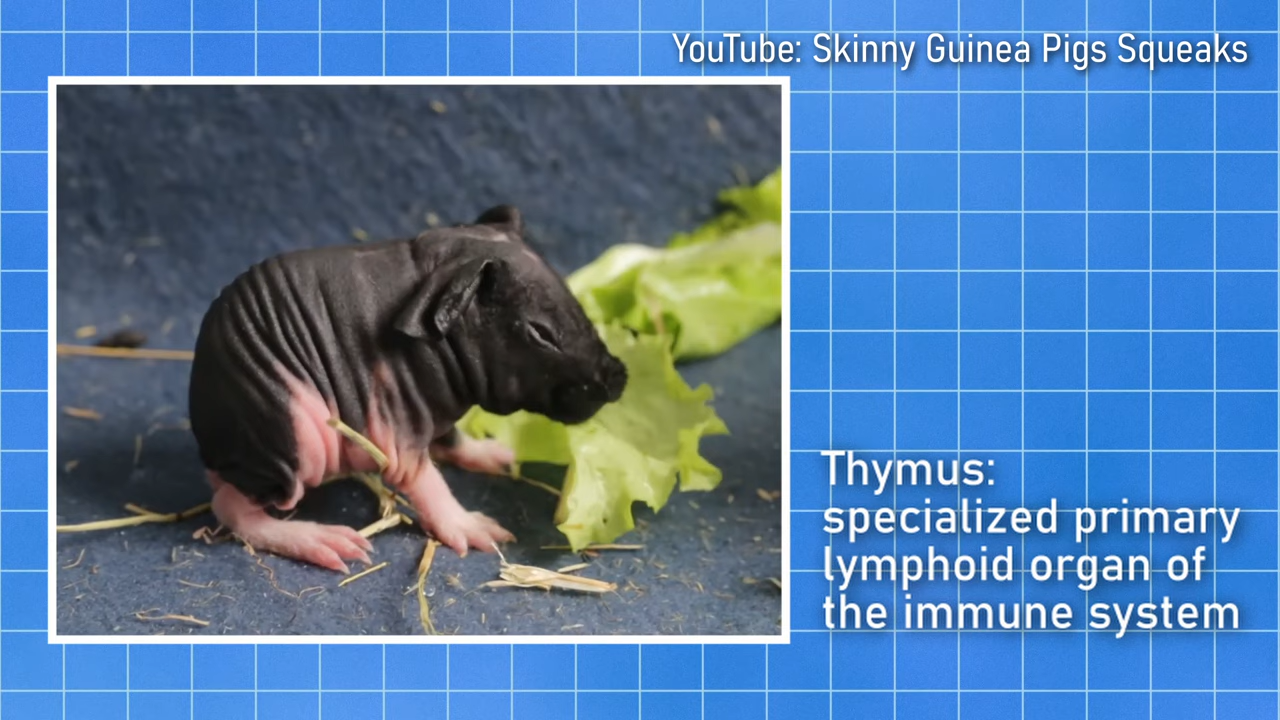 YouTube: Skinny Guinea Pigs Squeaks
Thymus:
specialized primary
lymphoid organ of
the immune system